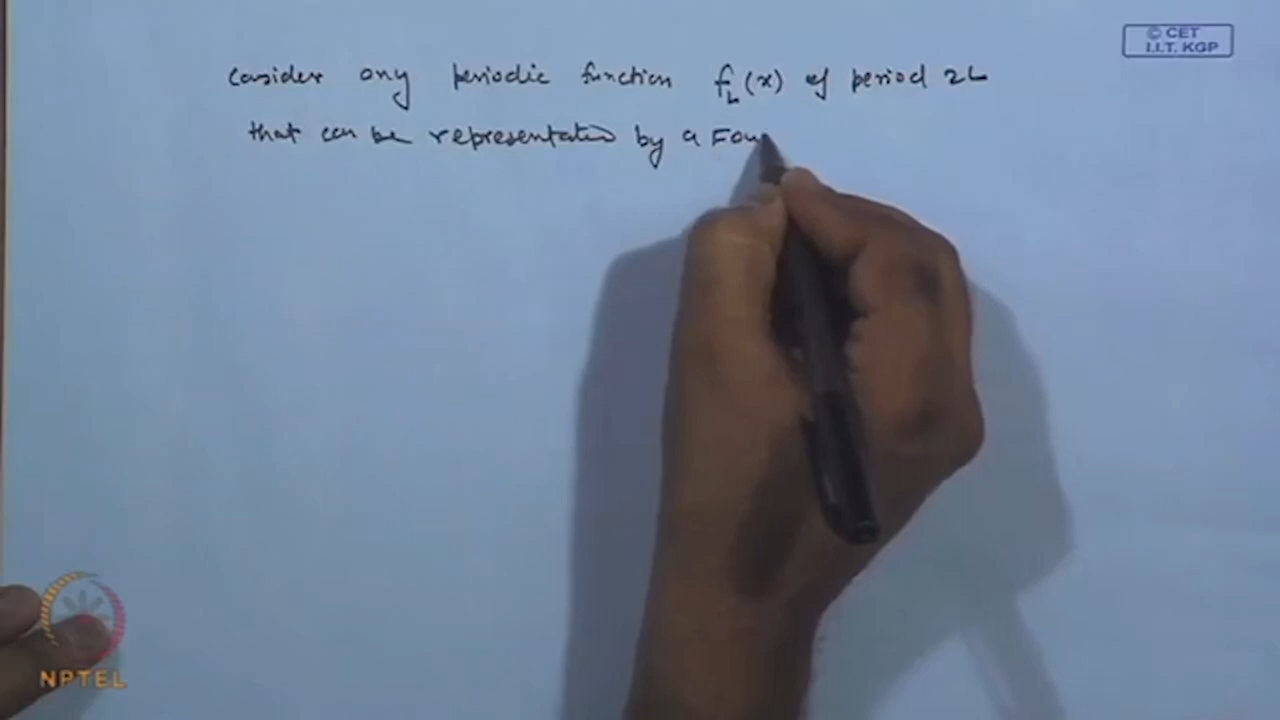 © CET
I.I.T. KGP
Consider any periodic function f_L(x) of period 2L
that can be representated by a Fou
NPTEL